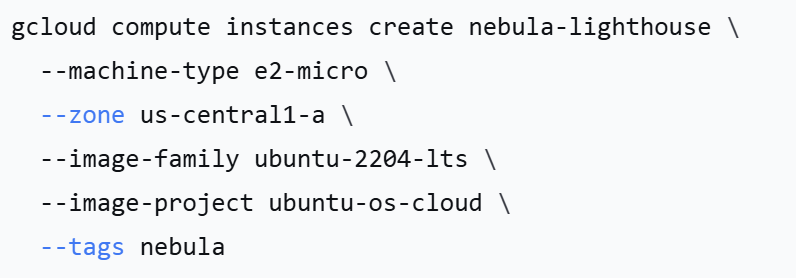 gcloud compute instances create nebula-lighthouse \
  --machine-type e2-micro \
  --zone us-central1-a \
  --image-family ubuntu-2204-lts \
  --image-project ubuntu-os-cloud \
  --tags nebula